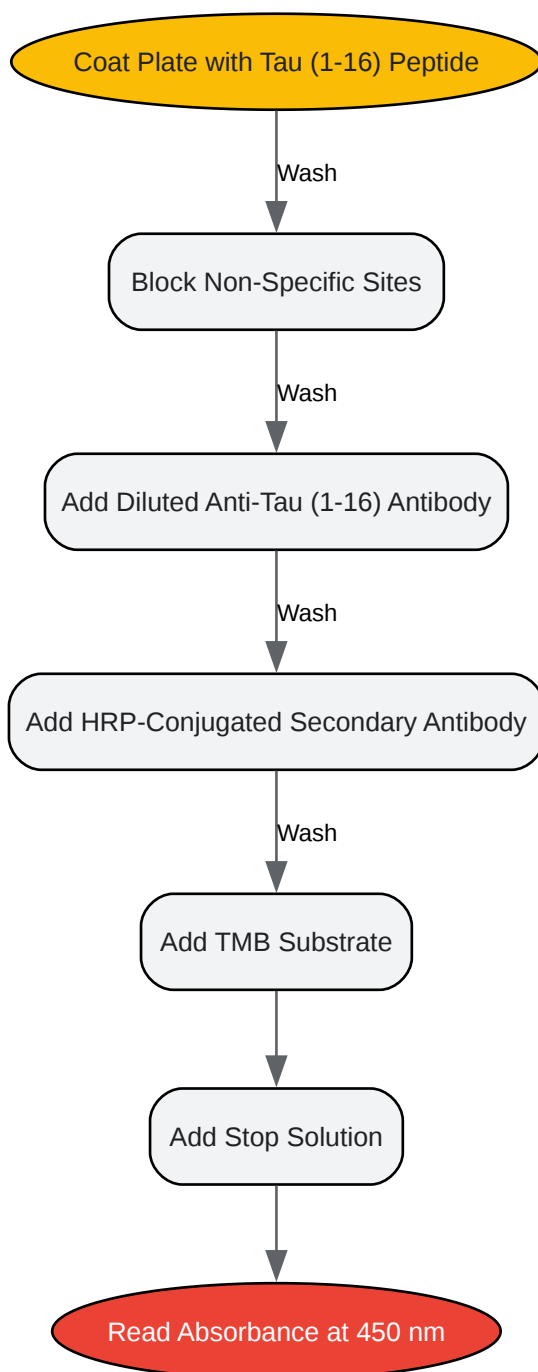 Coat Plate with Tau (1-16) Peptide
Wash
Block Non-Specific Sites
Wash
Add Diluted Anti-Tau (1-16) Antibody
Wash
Add HRP-Conjugated Secondary Antibody
Wash
Add TMB Substrate
Add Stop Solution
Read Absorbance at 450 nm